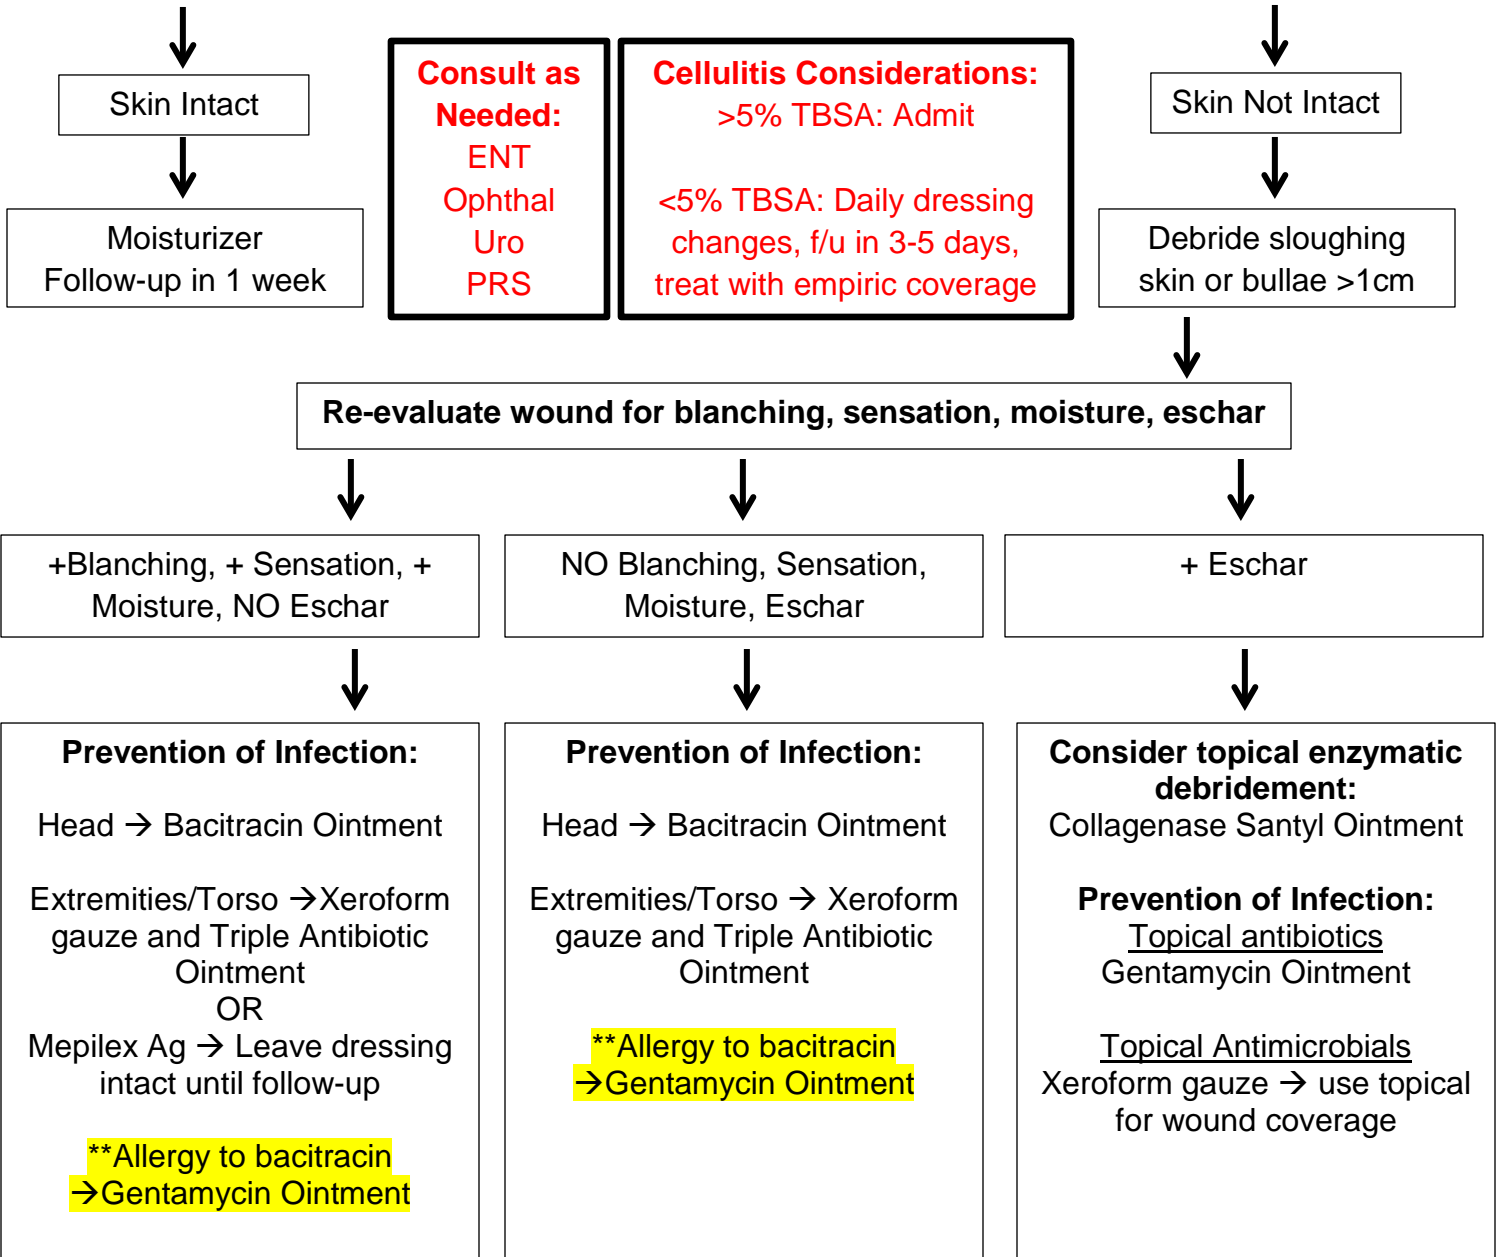 Skin Intact
Moisturizer
Follow-up in 1 week
Consult as
Needed:
ENT
Ophthal
Uro
PRS
Cellulitis Considerations:
>5% TBSA: Admit
<5% TBSA: Daily dressing
changes, f/u in 3-5 days,
treat with empiric coverage
Skin Not Intact
Debride sloughing
skin or bullae >1cm
Re-evaluate wound for blanching, sensation, moisture, eschar
+Blanching, + Sensation, +
Moisture, NO Eschar
NO Blanching, Sensation,
Moisture, Eschar
+ Eschar
Prevention of Infection:
Head → Bacitracin Ointment
Extremities/Torso →Xeroform
gauze and Triple Antibiotic
Ointment
OR
Mepilex Ag → Leave dressing
intact until follow-up
**Allergy to bacitracin
→Gentamycin Ointment
Prevention of Infection:
Head → Bacitracin Ointment
Extremities/Torso → Xeroform
gauze and Triple Antibiotic
Ointment
**Allergy to bacitracin
→Gentamycin Ointment
Consider topical enzymatic
debridement:
Collagenase Santyl Ointment
Prevention of Infection:
Topical antibiotics
Gentamycin Ointment
Topical Antimicrobials
Xeroform gauze → use topical
for wound coverage